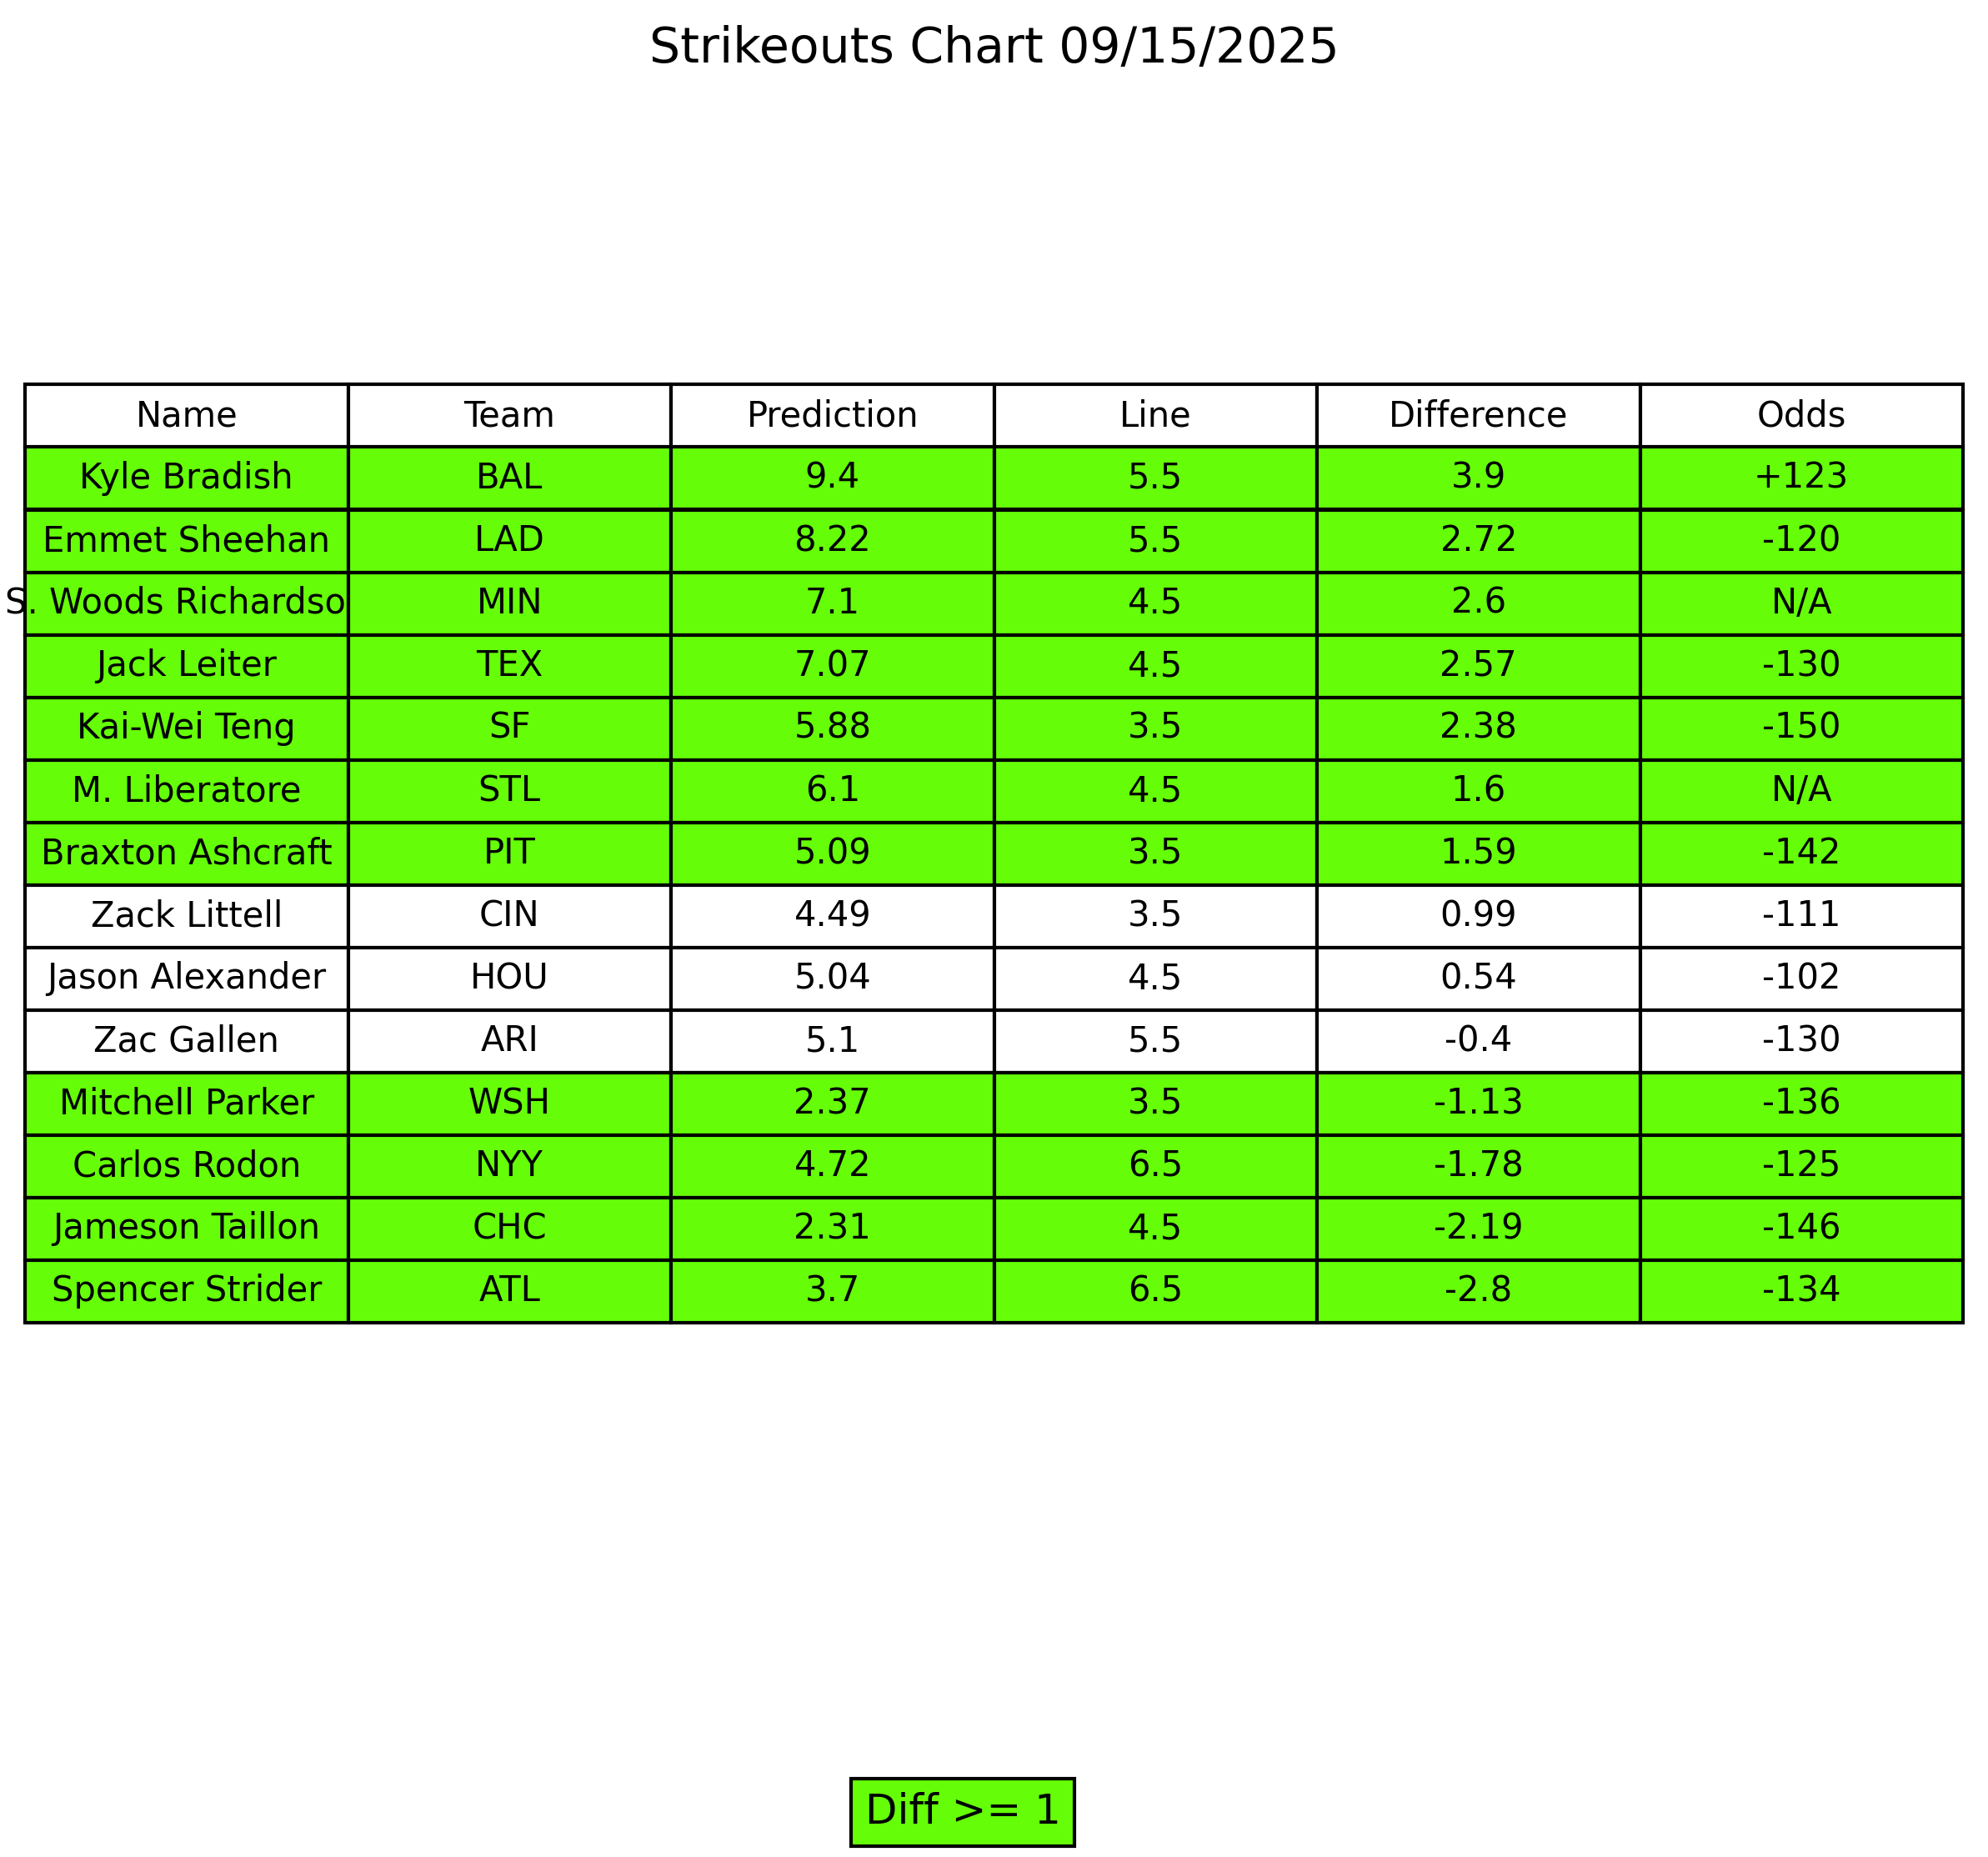 Strikeouts Chart 09/15/2025
Name Team Prediction Line Difference Odds
Kyle Bradish BAL 9.4 5.5 3.9 +123
Emmet Sheehan LAD 8.22 5.5 2.72 -120
S. Woods Richardso MIN 7.1 4.5 2.6 N/A
Jack Leiter TEX 7.07 4.5 2.57 -130
Kai-Wei Teng SF 5.88 3.5 2.38 -150
M. Liberatore STL 6.1 4.5 1.6 N/A
Braxton Ashcraft PIT 5.09 3.5 1.59 -142
Zack Littell CIN 4.49 3.5 0.99 -111
Jason Alexander HOU 5.04 4.5 0.54 -102
Zac Gallen ARI 5.1 5.5 -0.4 -130
Mitchell Parker WSH 2.37 3.5 -1.13 -136
Carlos Rodon NYY 4.72 6.5 -1.78 -125
Jameson Taillon CHC 2.31 4.5 -2.19 -146
Spencer Strider ATL 3.7 6.5 -2.8 -134
Diff >= 1